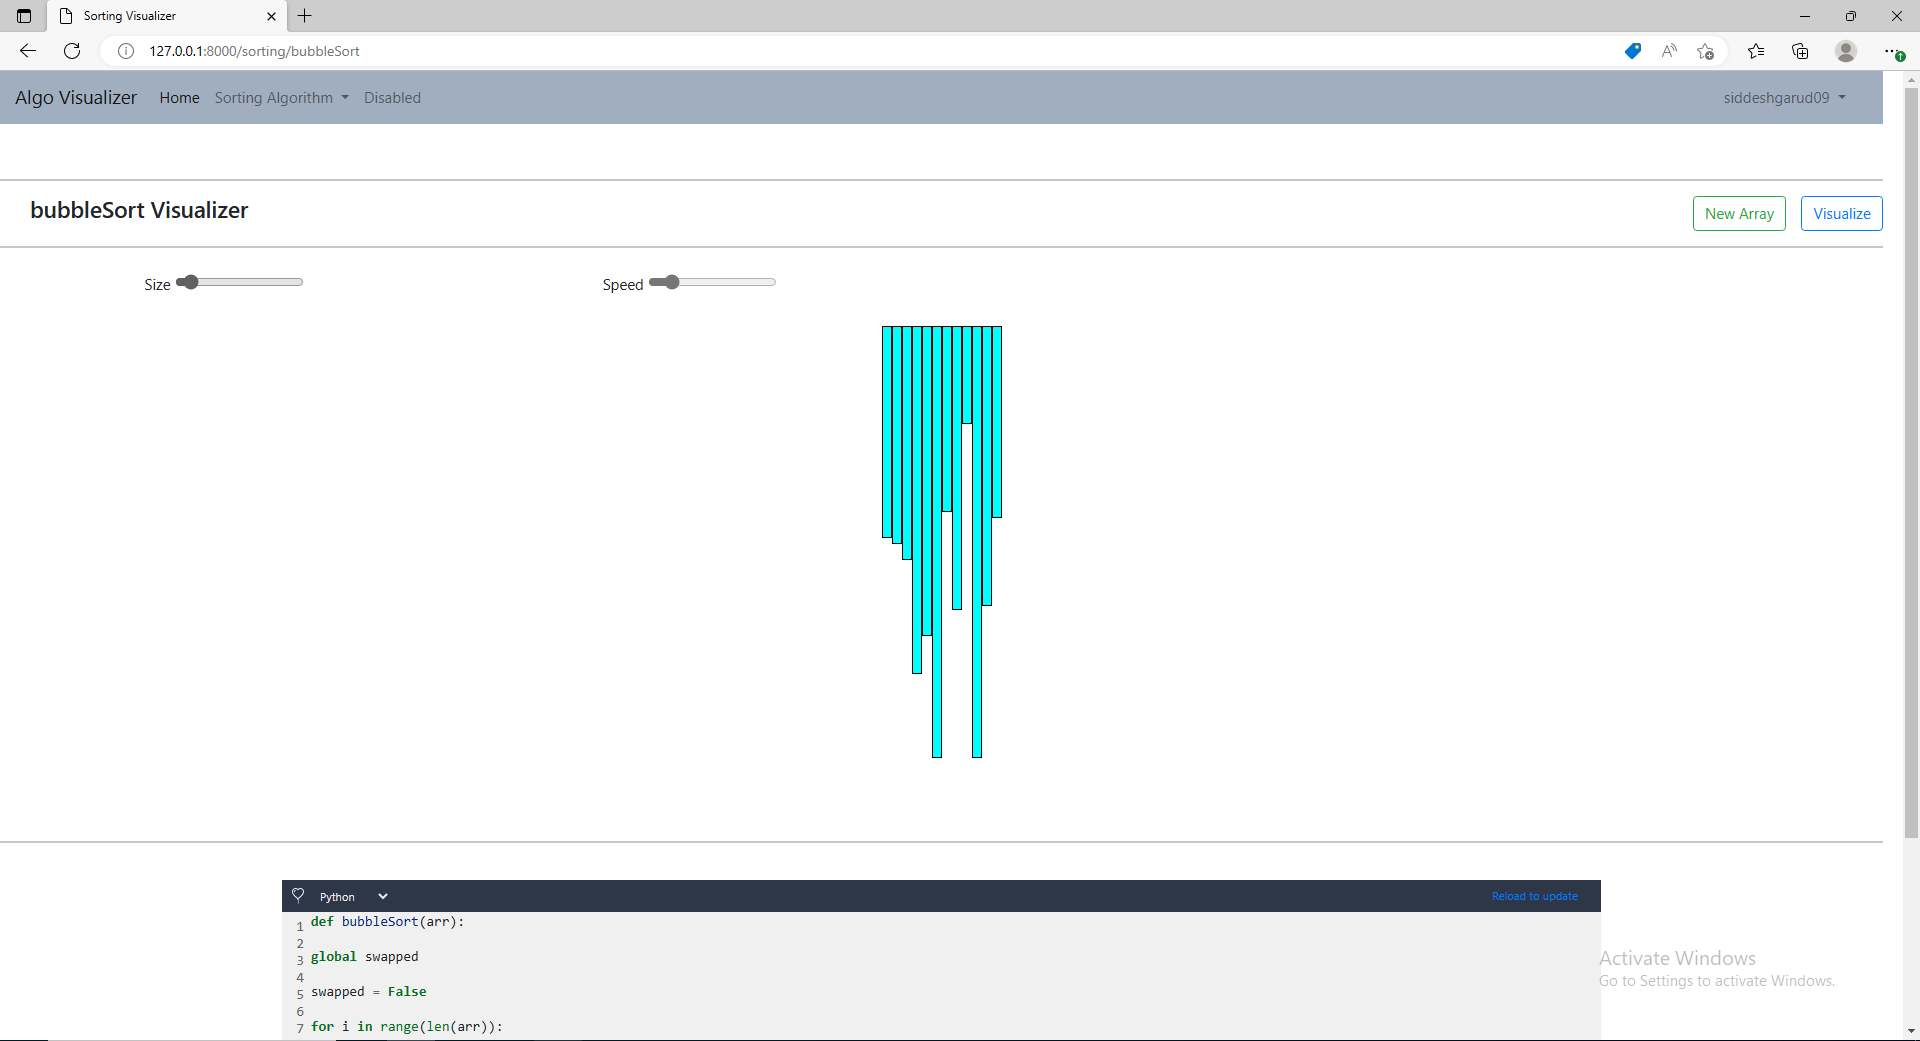 Sorting Visualizer
127.0.0.1:8000/sorting/bubbleSort
Algo Visualizer Home Sorting Algorithm Disabled siddeshgarud09
bubbleSort Visualizer New Array Visualize
Size Speed
Python Reload to update
1 def bubbleSort(arr):
2
3 global swapped
4
5 swapped = False
6
7 for i in range(len(arr)):
Activate Windows
Go to Settings to activate Windows.